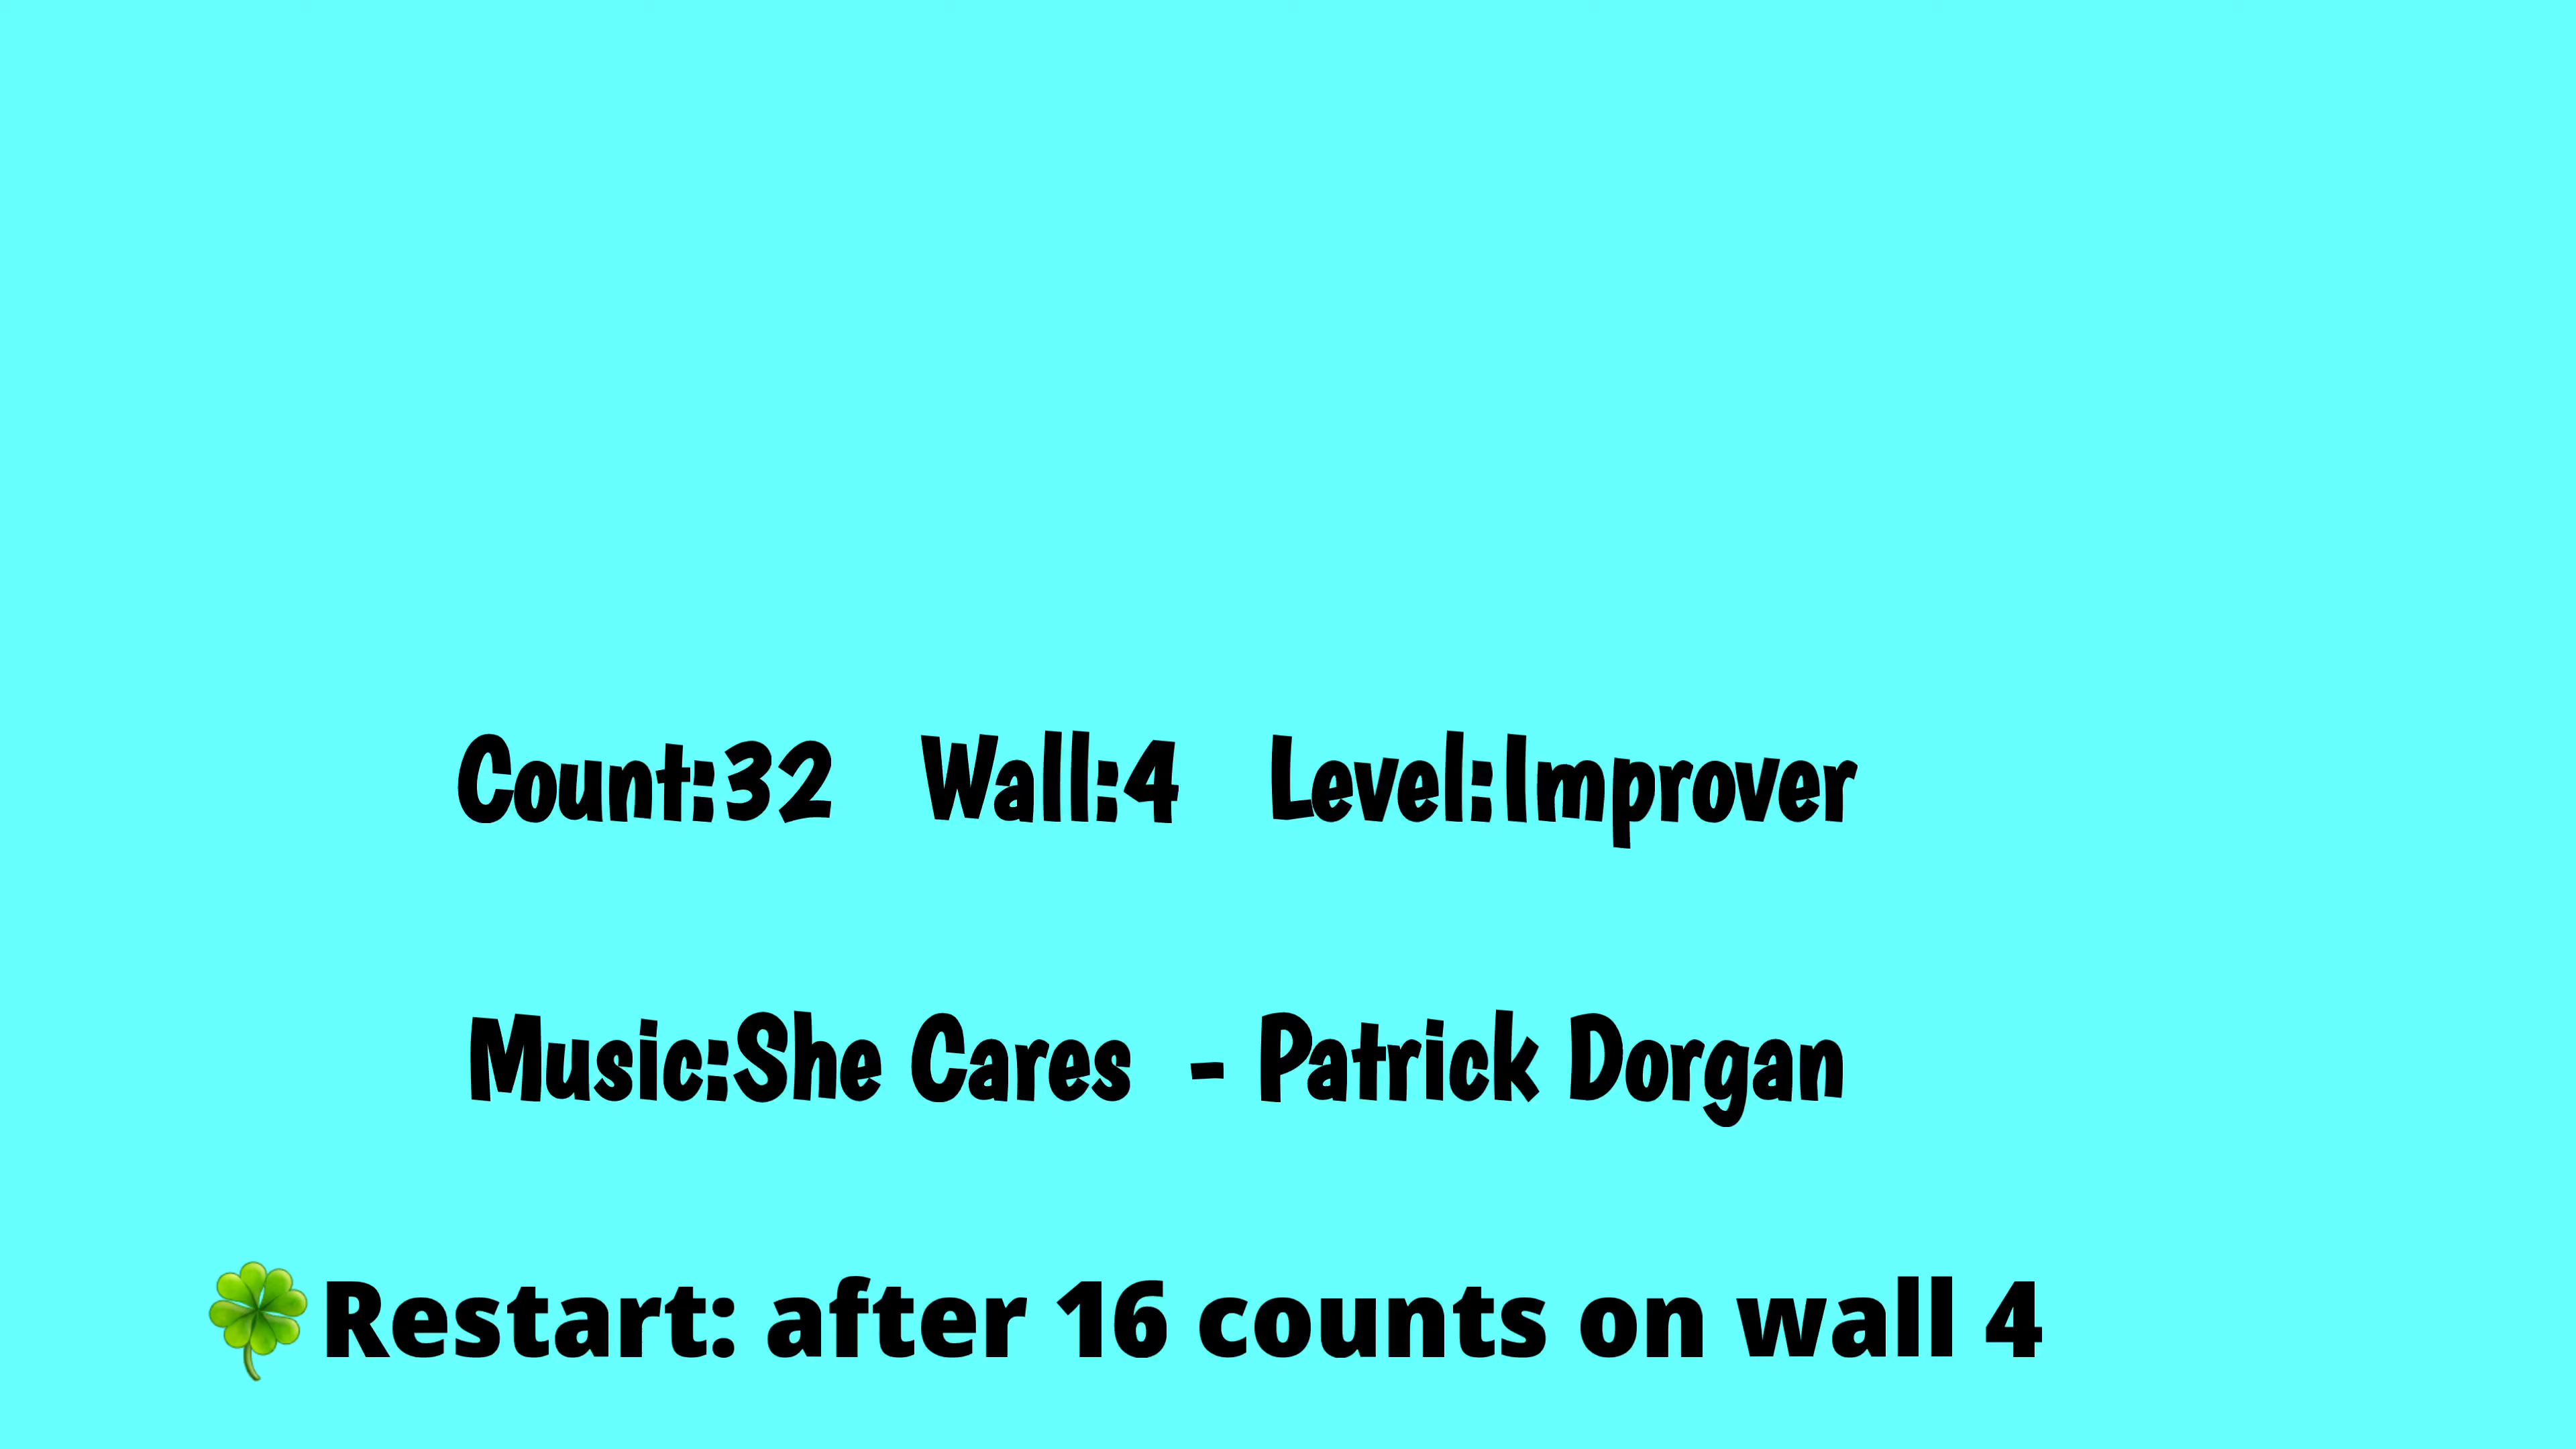 Count:32 Wall:4 Level:Improver
Music:She Cares - Patrick Dorgan
🍀Restart: after 16 counts on wall 4